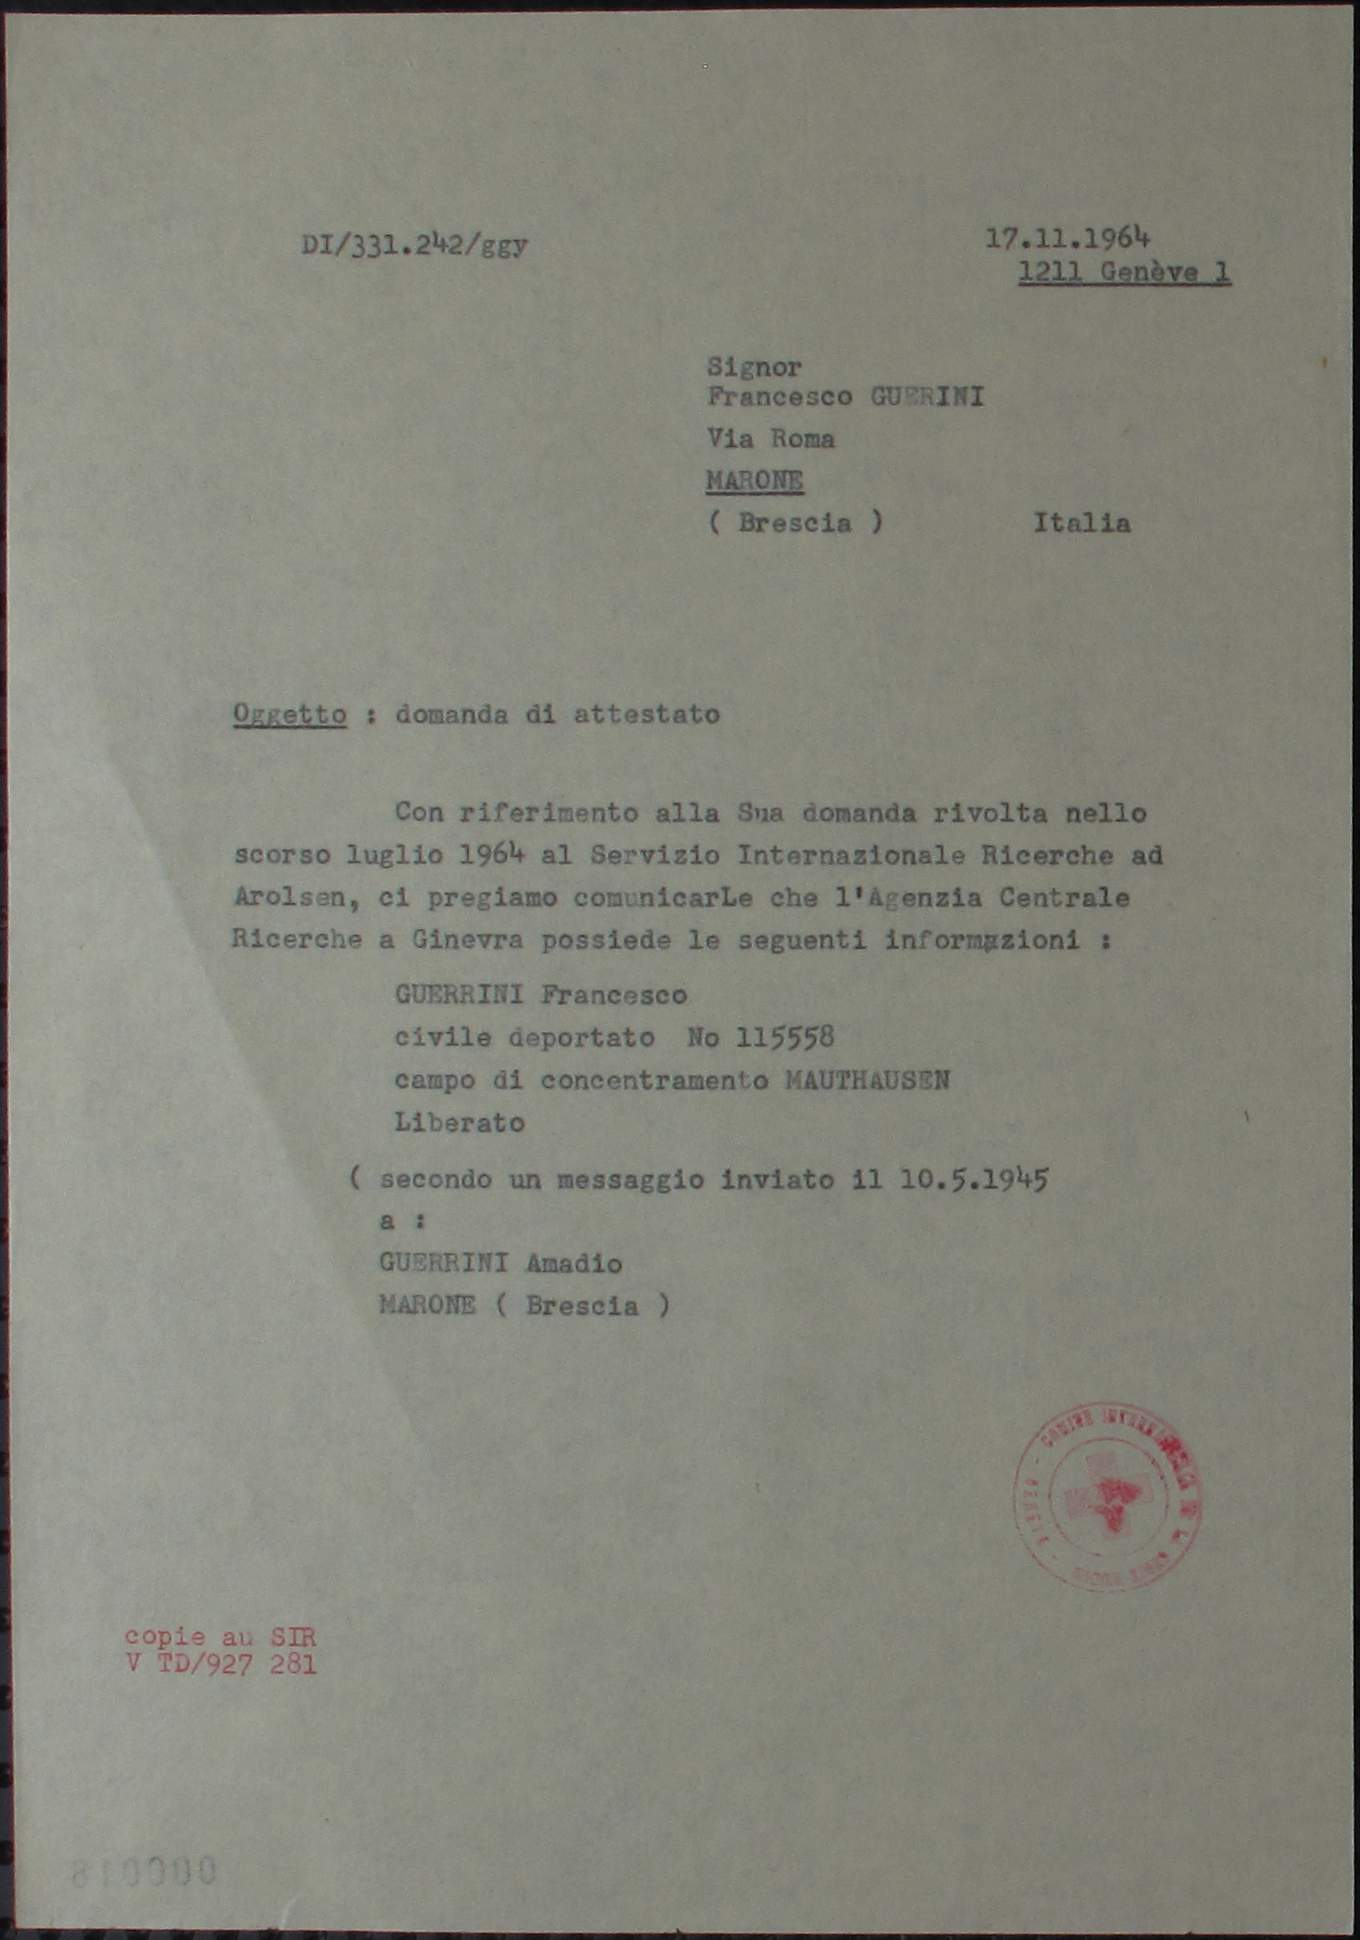 DI/331.242/ggy
17.11.1964
1211 Genève 1
Signor
Francesco GUERINI
Via Roma
MARONE
( Brescia ) Italia
Oggetto : domanda di attestato
Con riferimento alla Sua domanda rivolta nello
scorso luglio 1964 al Servizio Internazionale Ricerche ad
Arolsen, ci pregiamo comunicarLe che l'Agenzia Centrale
Ricerche a Ginevra possiede le seguenti informazioni :
GUERRINI Francesco
civile deportato No 115558
campo di concentramento MAUTHAUSEN
Liberato
( secondo un messaggio inviato il 10.5.1945
a :
GUERRINI Amadio
MARONE ( Brescia )
COMITÉ INTERNATIONAL DE LA
copie au SIR
V TD/927 281
000018